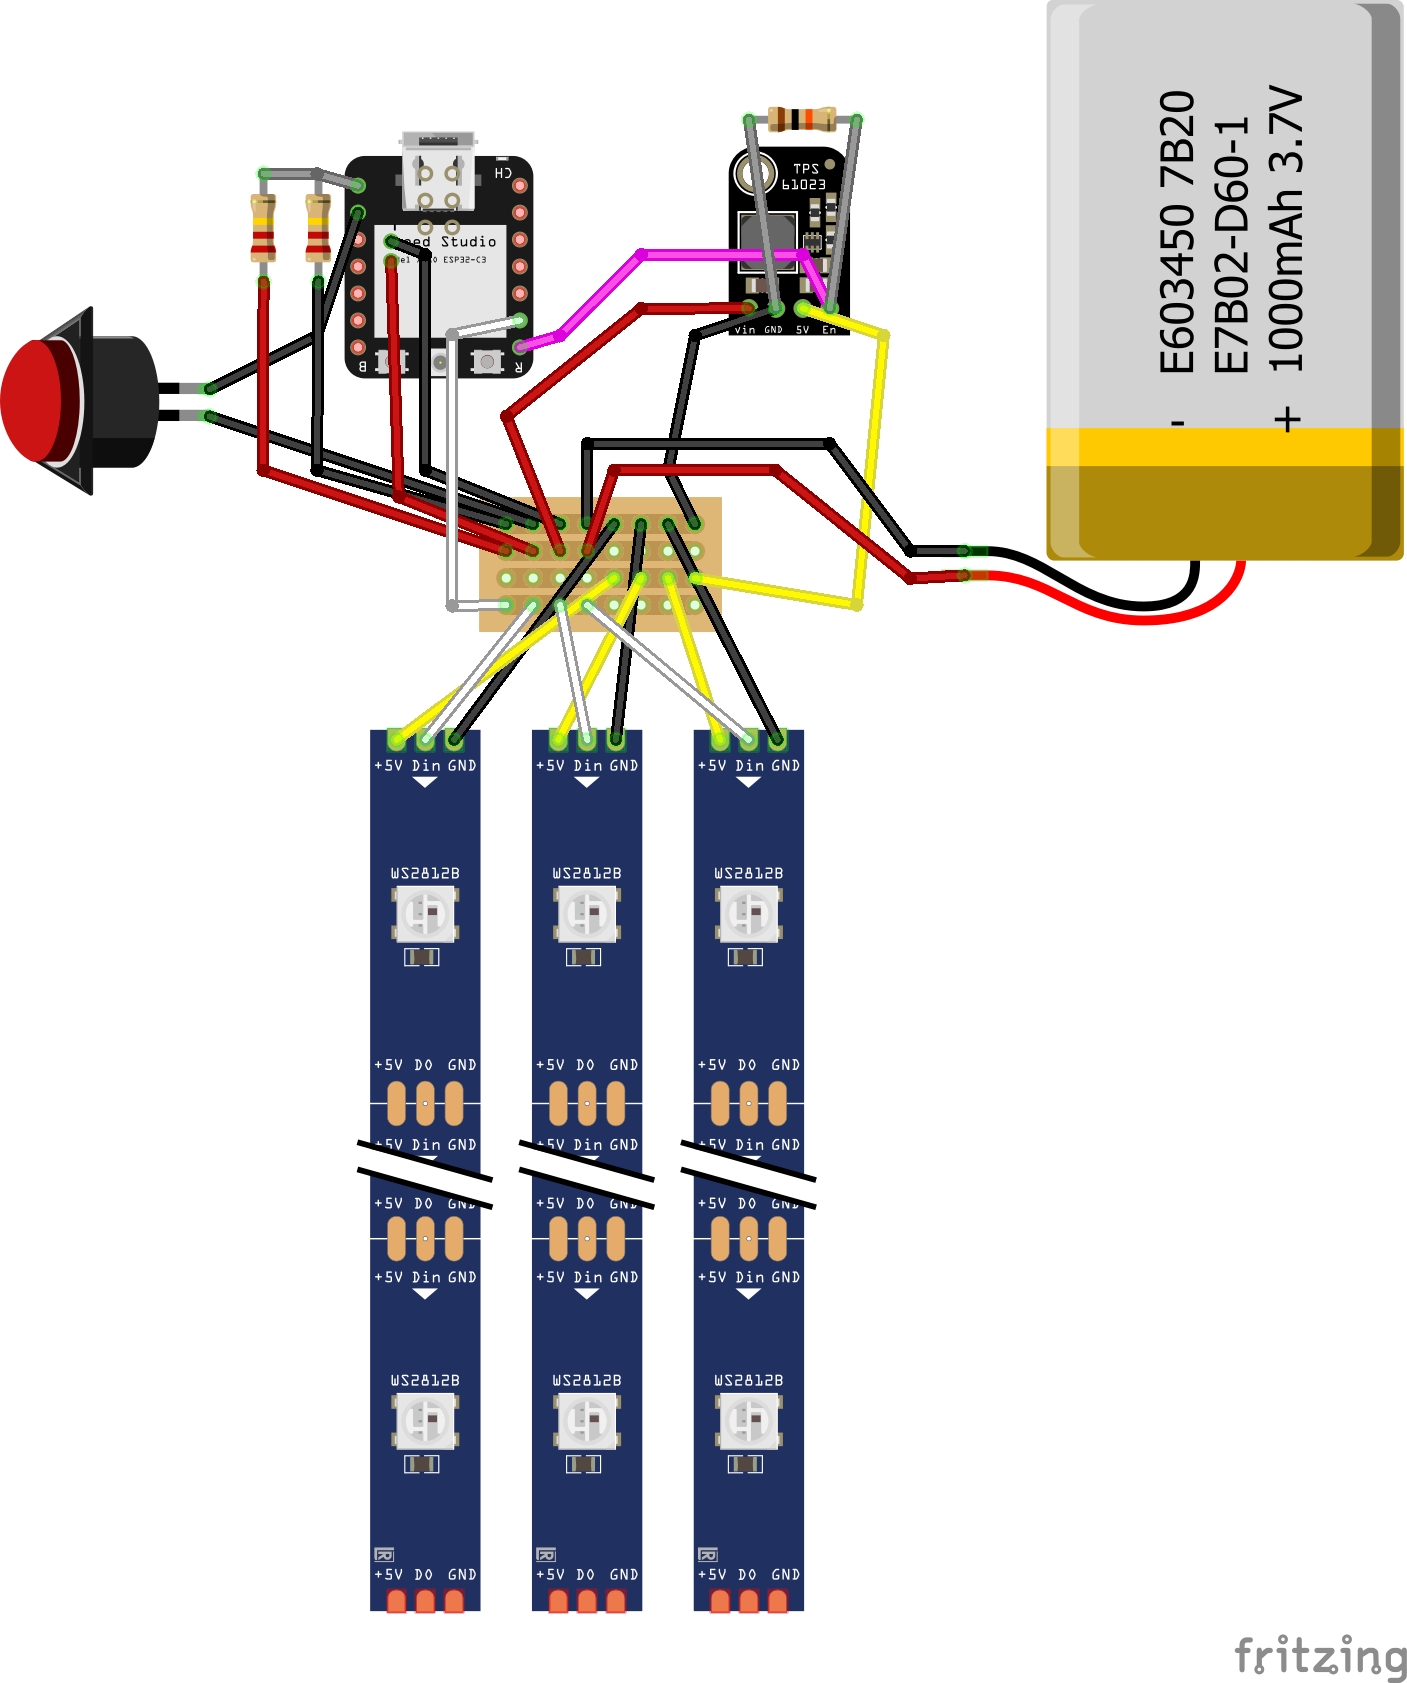 E603450 7B20
E7B02-D60-1
1000mAh 3.7V
- +
TPS
61023
Vin GND 5V En
CH
Studio
ESP32-C3
B
R
+5V Din GND
+5V Din GND
+5V Din GND
WS2812B
WS2812B
WS2812B
+5V DO GND
+5V DO GND
+5V DO GND
+5V Din GND
+5V Din GND
+5V Din GND
+5V DO GND
+5V DO GND
+5V DO GND
+5V Din GND
+5V Din GND
+5V Din GND
WS2812B
WS2812B
WS2812B
+5V DO GND
+5V DO GND
+5V DO GND
fritzing